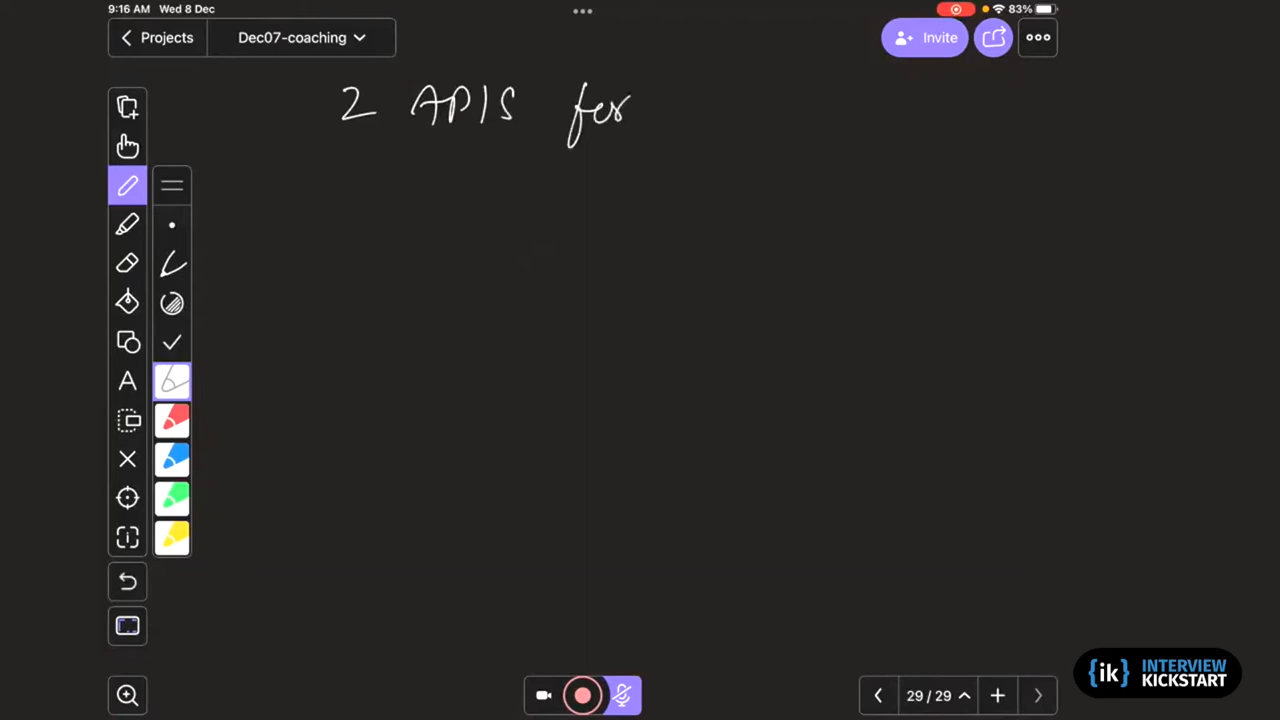 9:16 AM Wed 8 Dec
83%
Projects
Dec07-coaching
Invite
2 APIS for
A
29 / 29
{ik} INTERVIEW
KICKSTART